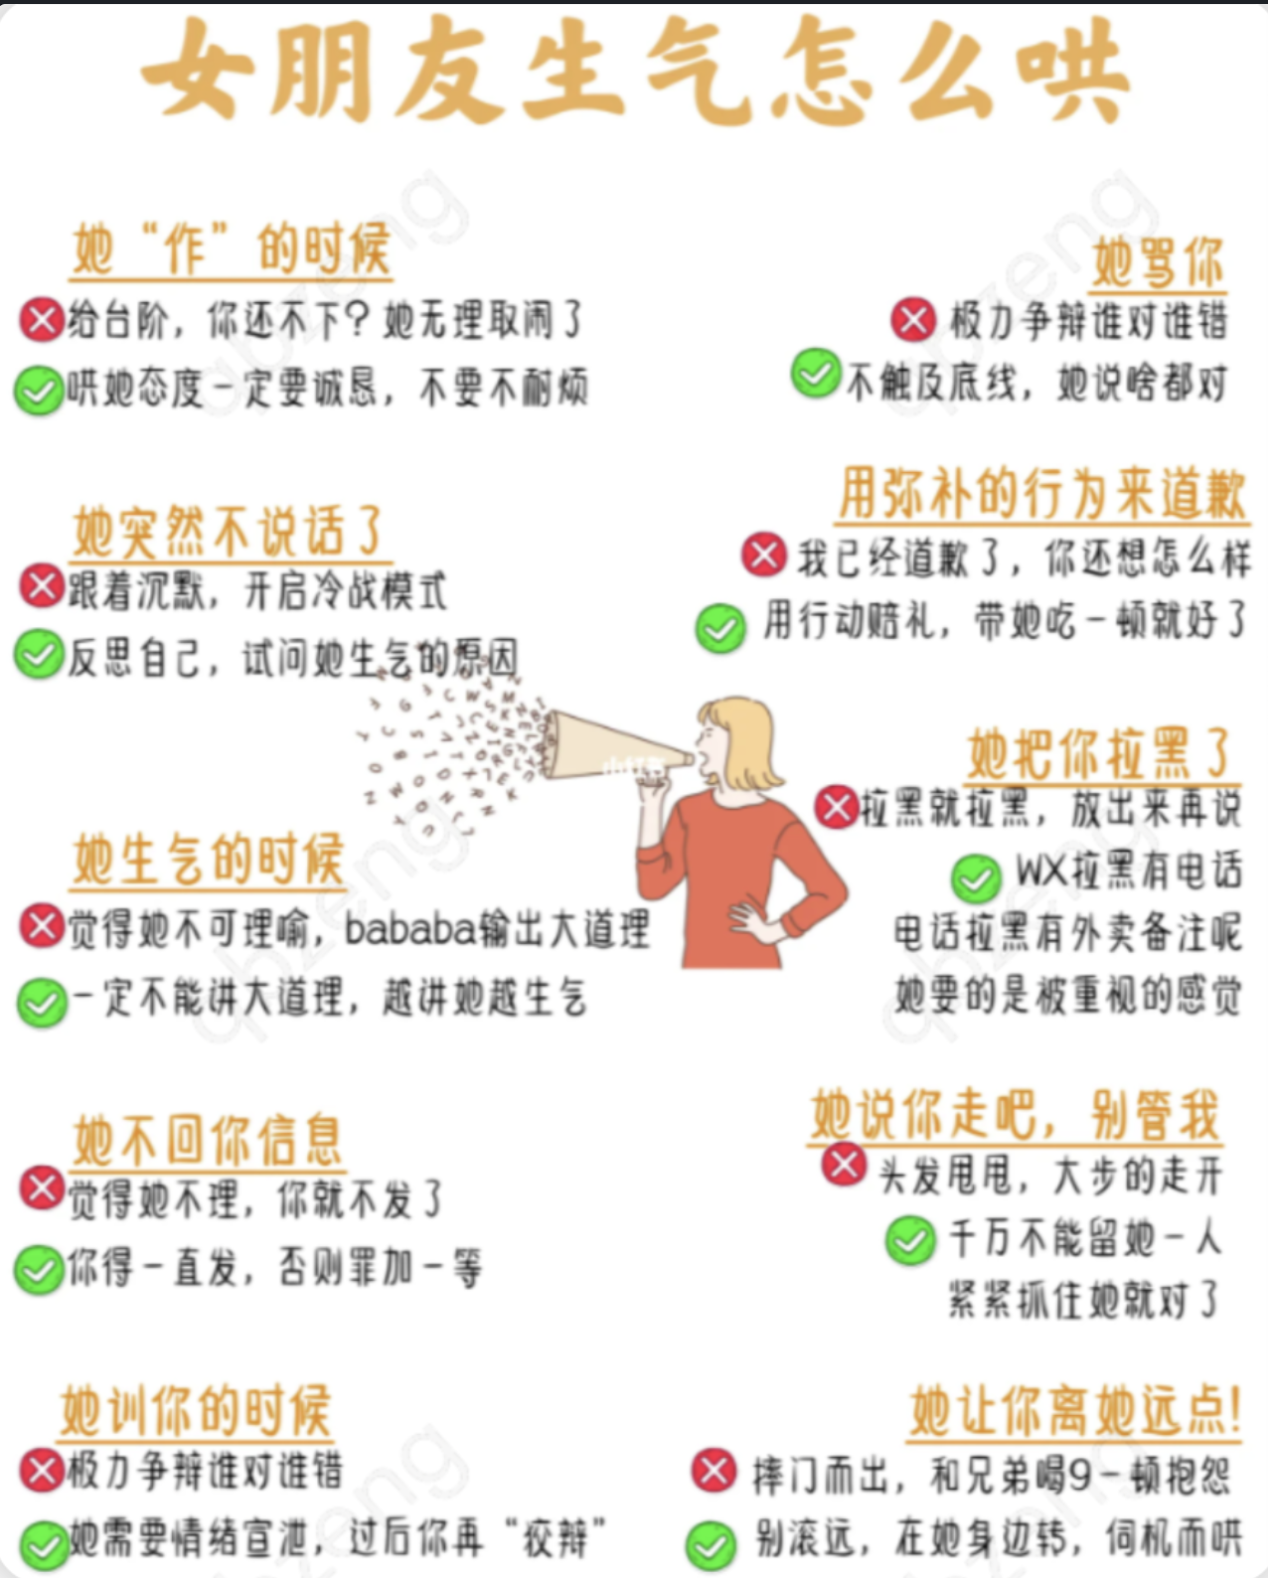 女朋友生气怎么哄
她“作”的时候
给台阶，你还不下？她无理取闹了
哄她态度一定要诚恳，不要不耐烦
她突然不说话了
跟着沉默，开启冷战模式
反思自己，试问她生气的原因
她生气的时候
觉得她不可理喻，bababa输出大道理
一定不能讲大道理，越讲她越生气
她不回你信息
觉得她不理，你就不发了
你得一直发，否则罪加一等
她训你的时候
极力争辩谁对谁错
她需要情绪宣泄，过后你再“狡辩”
她骂你
极力争辩谁对谁错
不触及底线，她说啥都对
用弥补的行为来道歉
我已经道歉了，你还想怎么样
用行动赔礼，带她吃一顿就好了
她把你拉黑了
拉黑就拉黑，放出来再说
WX拉黑有电话
电话拉黑有外卖备注呢
她要的是被重视的感觉
她说你走吧，别管我
头发甩甩，大步的走开
千万不能留她一人
紧紧抓住她就对了
她让你离她远点！
摔门而出，和兄弟喝9一顿抱怨
别滚远，在她身边转，伺机而哄
小红书
qbzeng
qbzeng
qbzeng
qbzeng